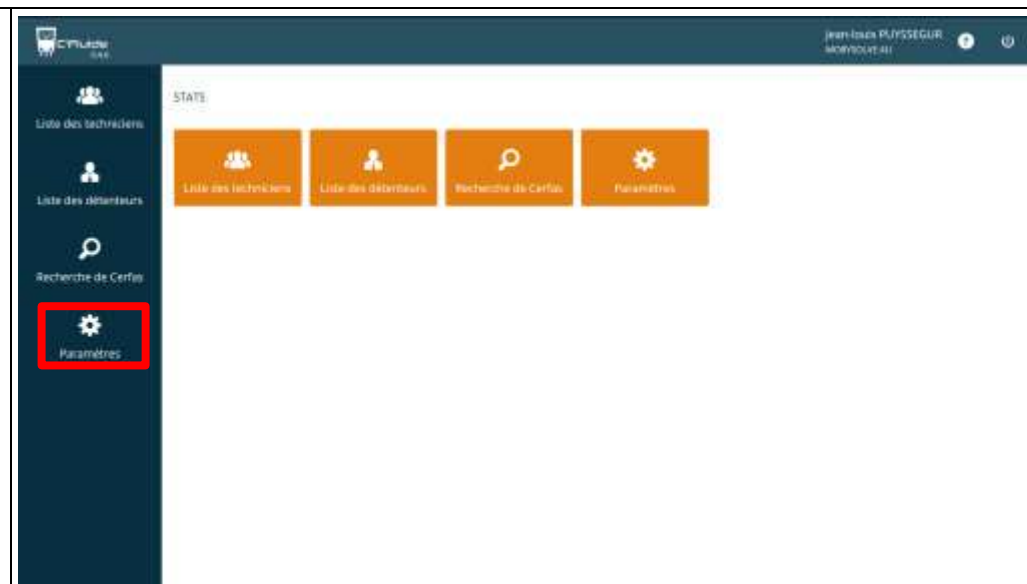 C'Fluide
jean-louis PUYSSEGUR
Liste des techniciens
Liste des détenteurs
Recherche de Cerfas
Paramètres
STATS
Liste des techniciens
Liste des détenteurs
Recherche de Cerfas
Paramètres